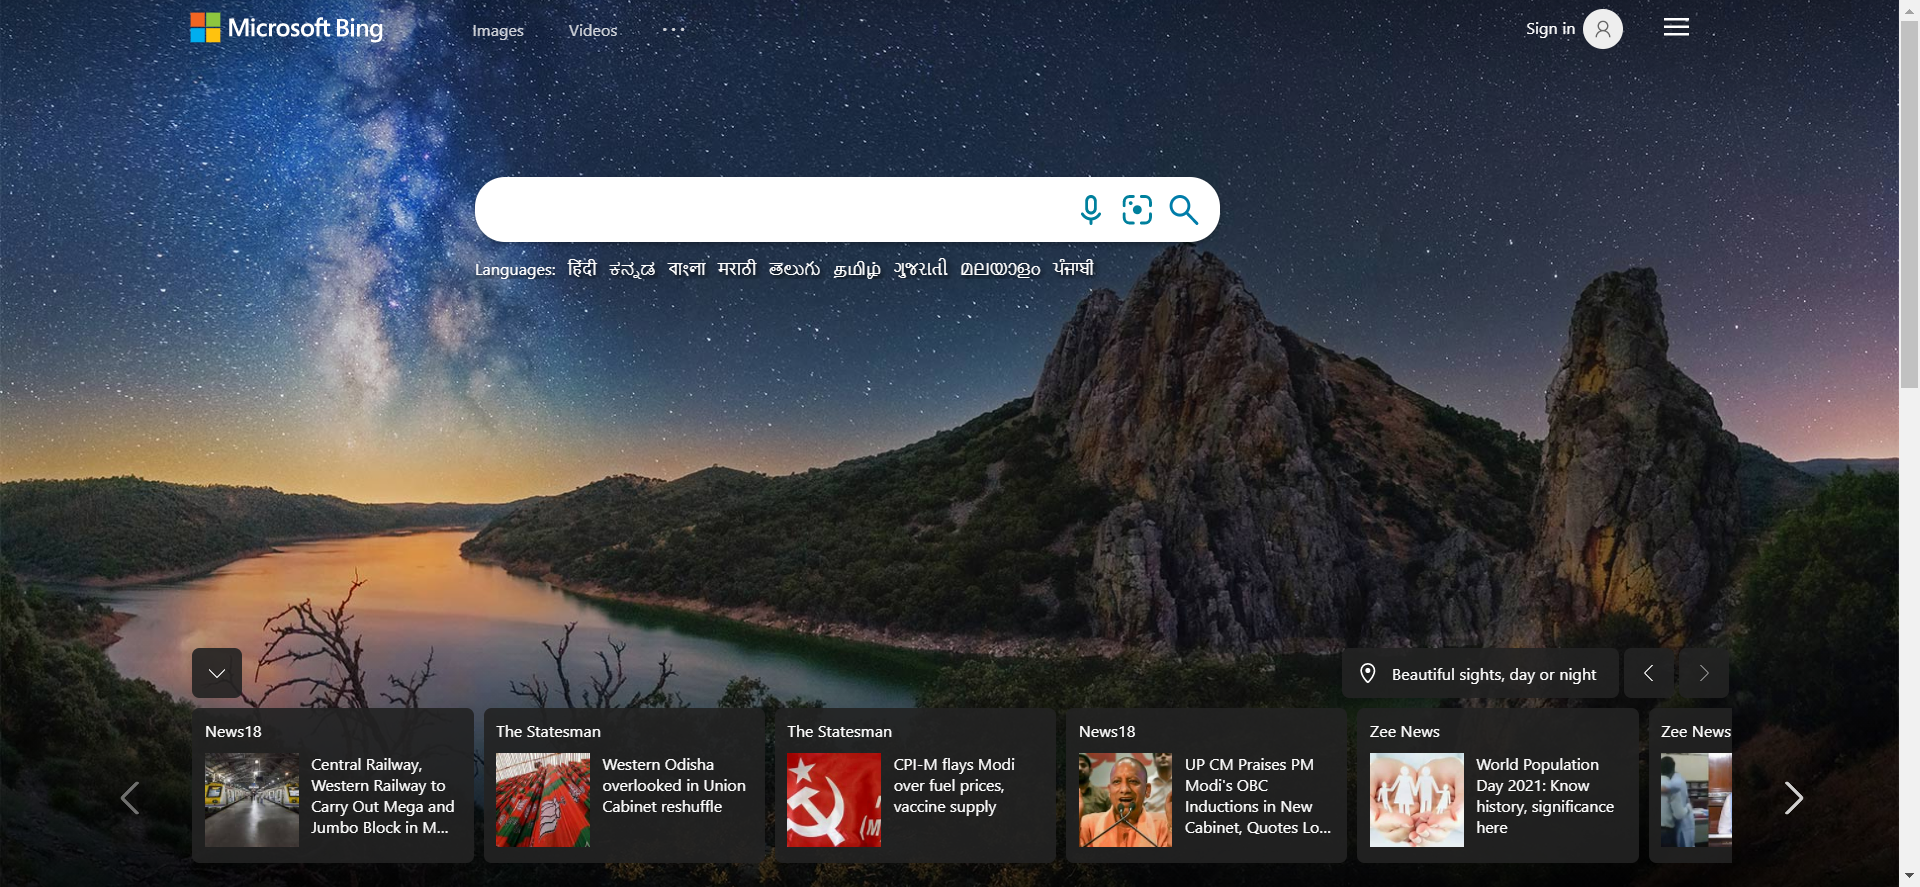 Microsoft Bing
Images
Videos
Sign in
Languages: हिंदी ಕನ್ನಡ বাংলা मराठी తెలుగు தமிழ் ગુજરાતી മലയാളം ਪੰਜਾਬੀ
Beautiful sights, day or night
News18
Central Railway,
Western Railway to
Carry Out Mega and
Jumbo Block in M...
The Statesman
Western Odisha
overlooked in Union
Cabinet reshuffle
The Statesman
CPI-M flays Modi
over fuel prices,
vaccine supply
News18
UP CM Praises PM
Modi's OBC
Inductions in New
Cabinet, Quotes Lo...
Zee News
World Population
Day 2021: Know
history, significance
here
Zee News